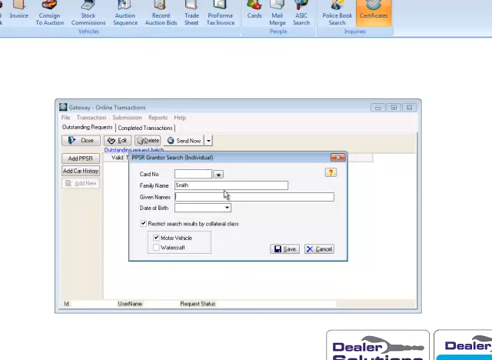 Invoice
Consign To Auction
Stock Commissions
Auction Sequence
Record Auction Bids
Trade Sheet
ProForma Tax Invoice
Cards
Mail Merge
ASIC Search
Police Book Search
Certificates
Vehicles
People
Inquiries
Gateway - Online Transactions
File Transaction Submission Reports Help
Outstanding Requests Completed Transactions
Close Edit Delete Send Now
Outstanding request batch
Add PPSR
Valid
PPSR Grantor Search (Individual)
Add Car History
Add New
Card No
Family Name Smith
Given Names
Date of Birth
Restrict search results by collateral class
Motor Vehicle
Watercraft
Save Cancel
Id: UserName: Request Status
Dealer Solutions
Dealer